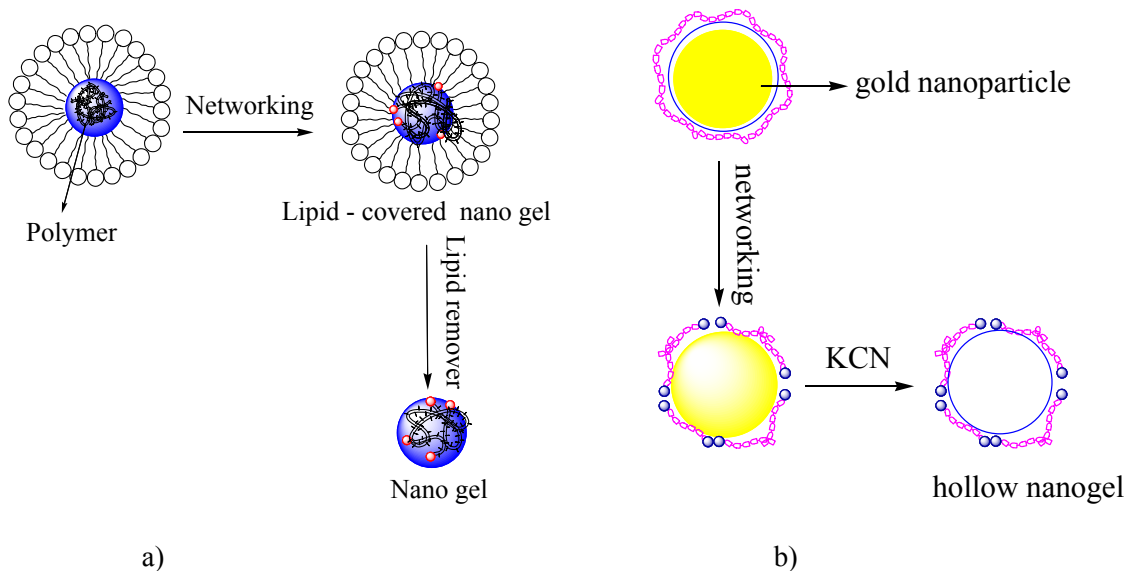 Networking
Polymer
Lipid - covered nano gel
Lipid remover
Nano gel
a)
gold nanoparticle
networking
KCN
hollow nanogel
b)